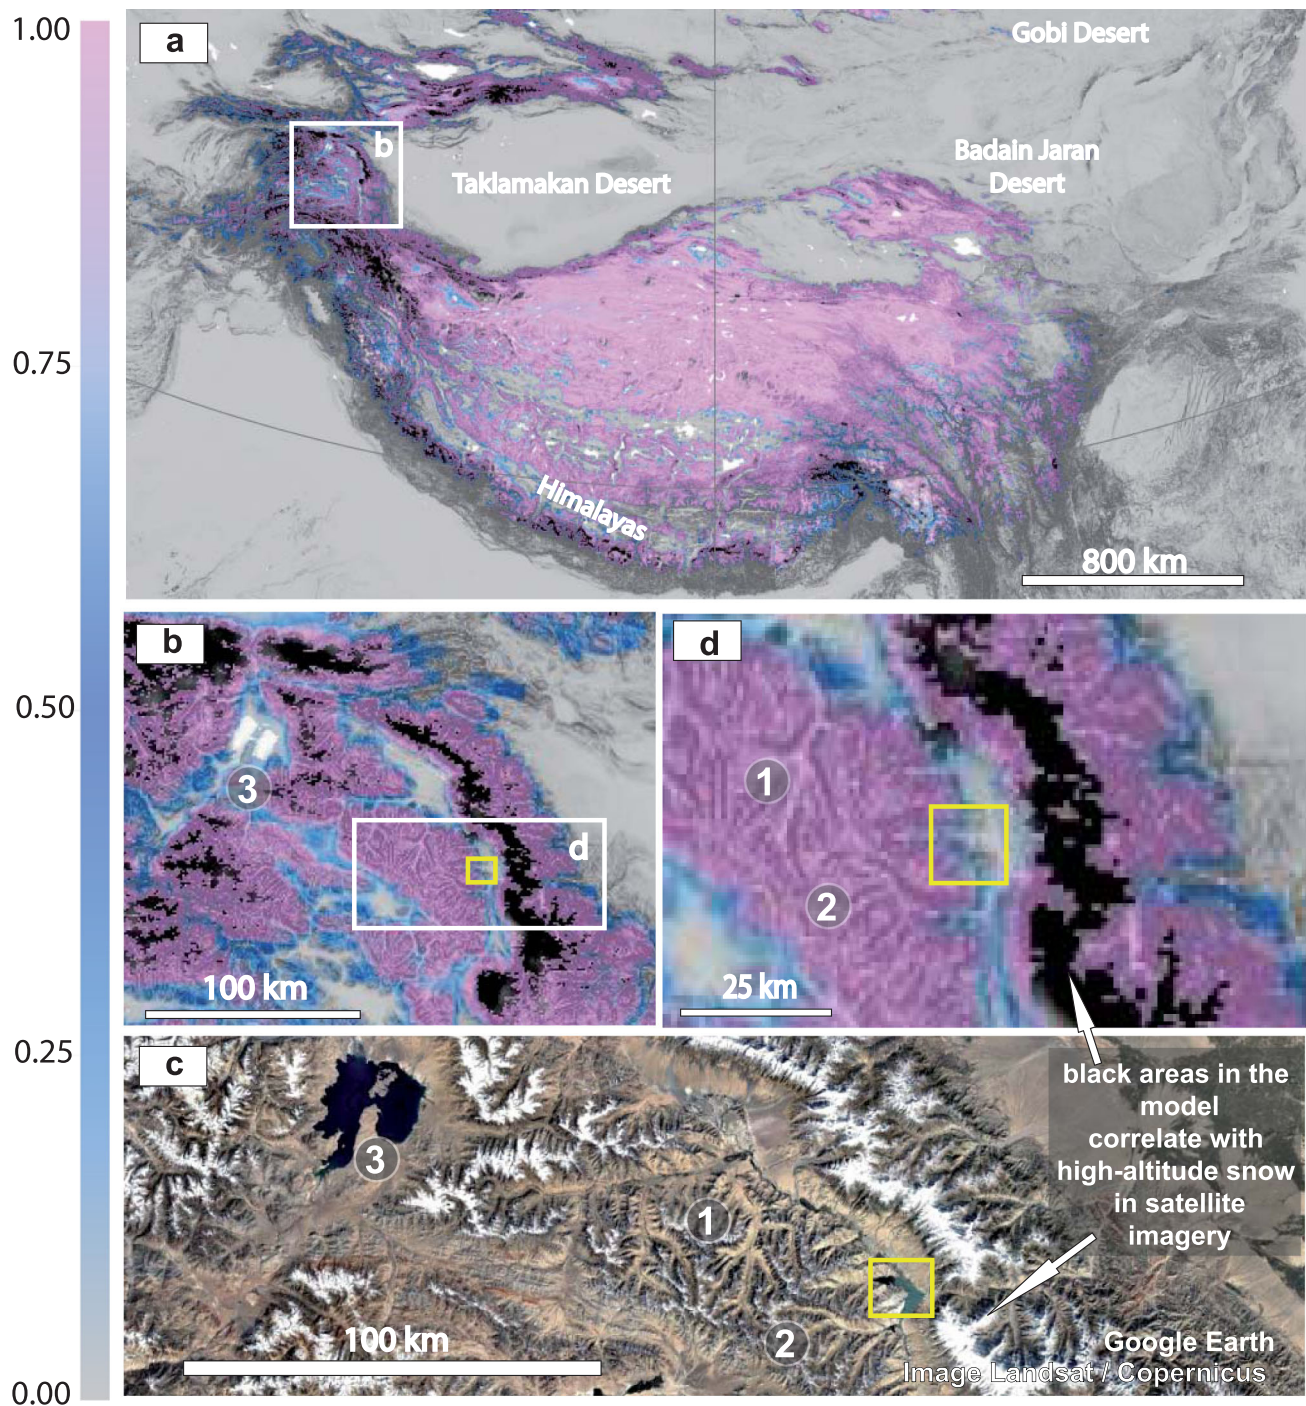 1.00
0.75
0.50
0.25
0.00
a
Gobi Desert
b
Taklamakan Desert
Badain Jaran
Desert
Himalayas
800 km
b
3
d
100 km
d
1
2
25 km
c
3
1
2
100 km
black areas in the
model
correlate with
high-altitude snow
in satellite
imagery
Google Earth
Image Landsat / Copernicus